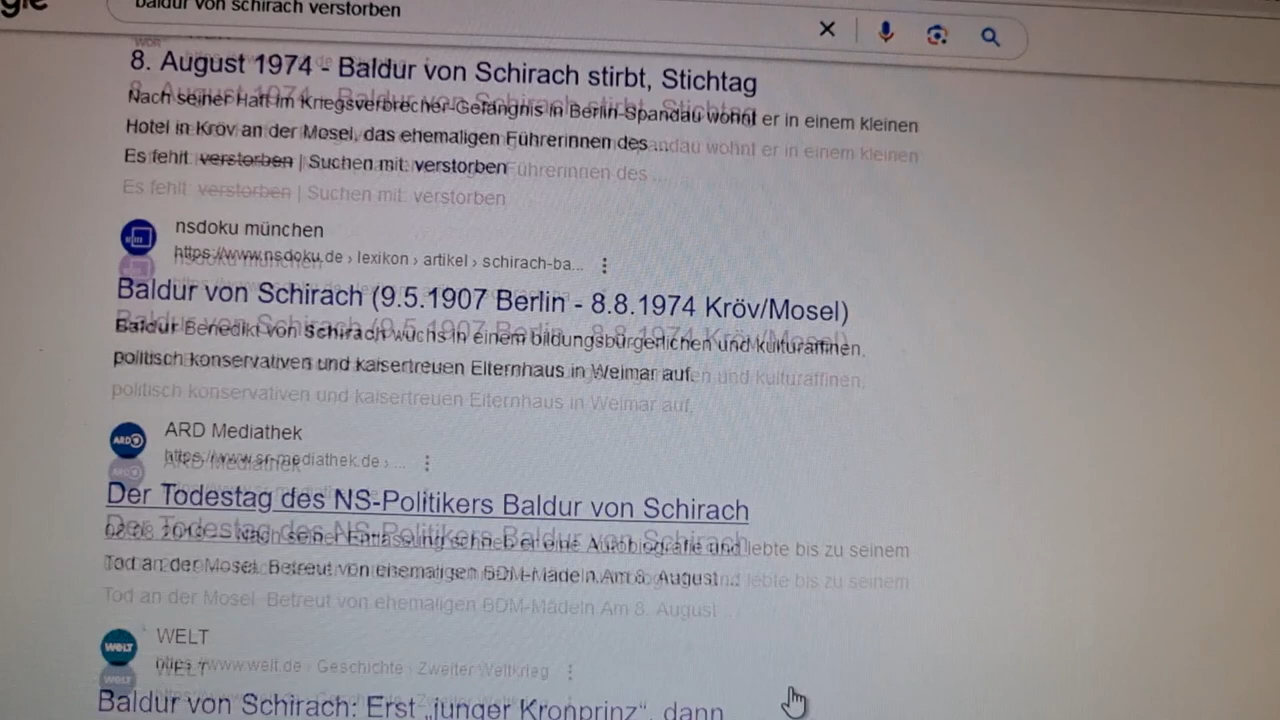 gle
baldur von schirach verstorben
WDR
8. August 1974 - Baldur von Schirach stirbt, Stichtag
Nach seiner Haft im Kriegsverbrecher-Gefängnis in Berlin-Spandau wohnt er in einem kleinen
Hotel in Kröv an der Mosel, das ehemaligen Führerinnen des ...
Es fehlt: verstorben | Suchen mit: verstorben
nsdoku münchen
https://www.nsdoku.de › lexikon › artikel › schirach-ba...
Baldur von Schirach (9.5.1907 Berlin - 8.8.1974 Kröv/Mosel)
Baldur Benedikt von Schirach wuchs in einem bildungsbürgerlichen und kulturaffinen,
politisch konservativen und kaisertreuen Elternhaus in Weimar auf.
ARD
ARD Mediathek
https://www.sr-mediathek.de › ...
Der Todestag des NS-Politikers Baldur von Schirach
Nach seiner Entlassung schrieb er eine Autobiografie und lebte bis zu seinem
Tod an der Mosel. Betreut von ehemaligen BDM-Mädeln. Am 8. August ...
WELT
WELT
https://www.welt.de › Geschichte › Zweiter Weltkrieg
Baldur von Schirach: Erst „junger Kronprinz“, dann